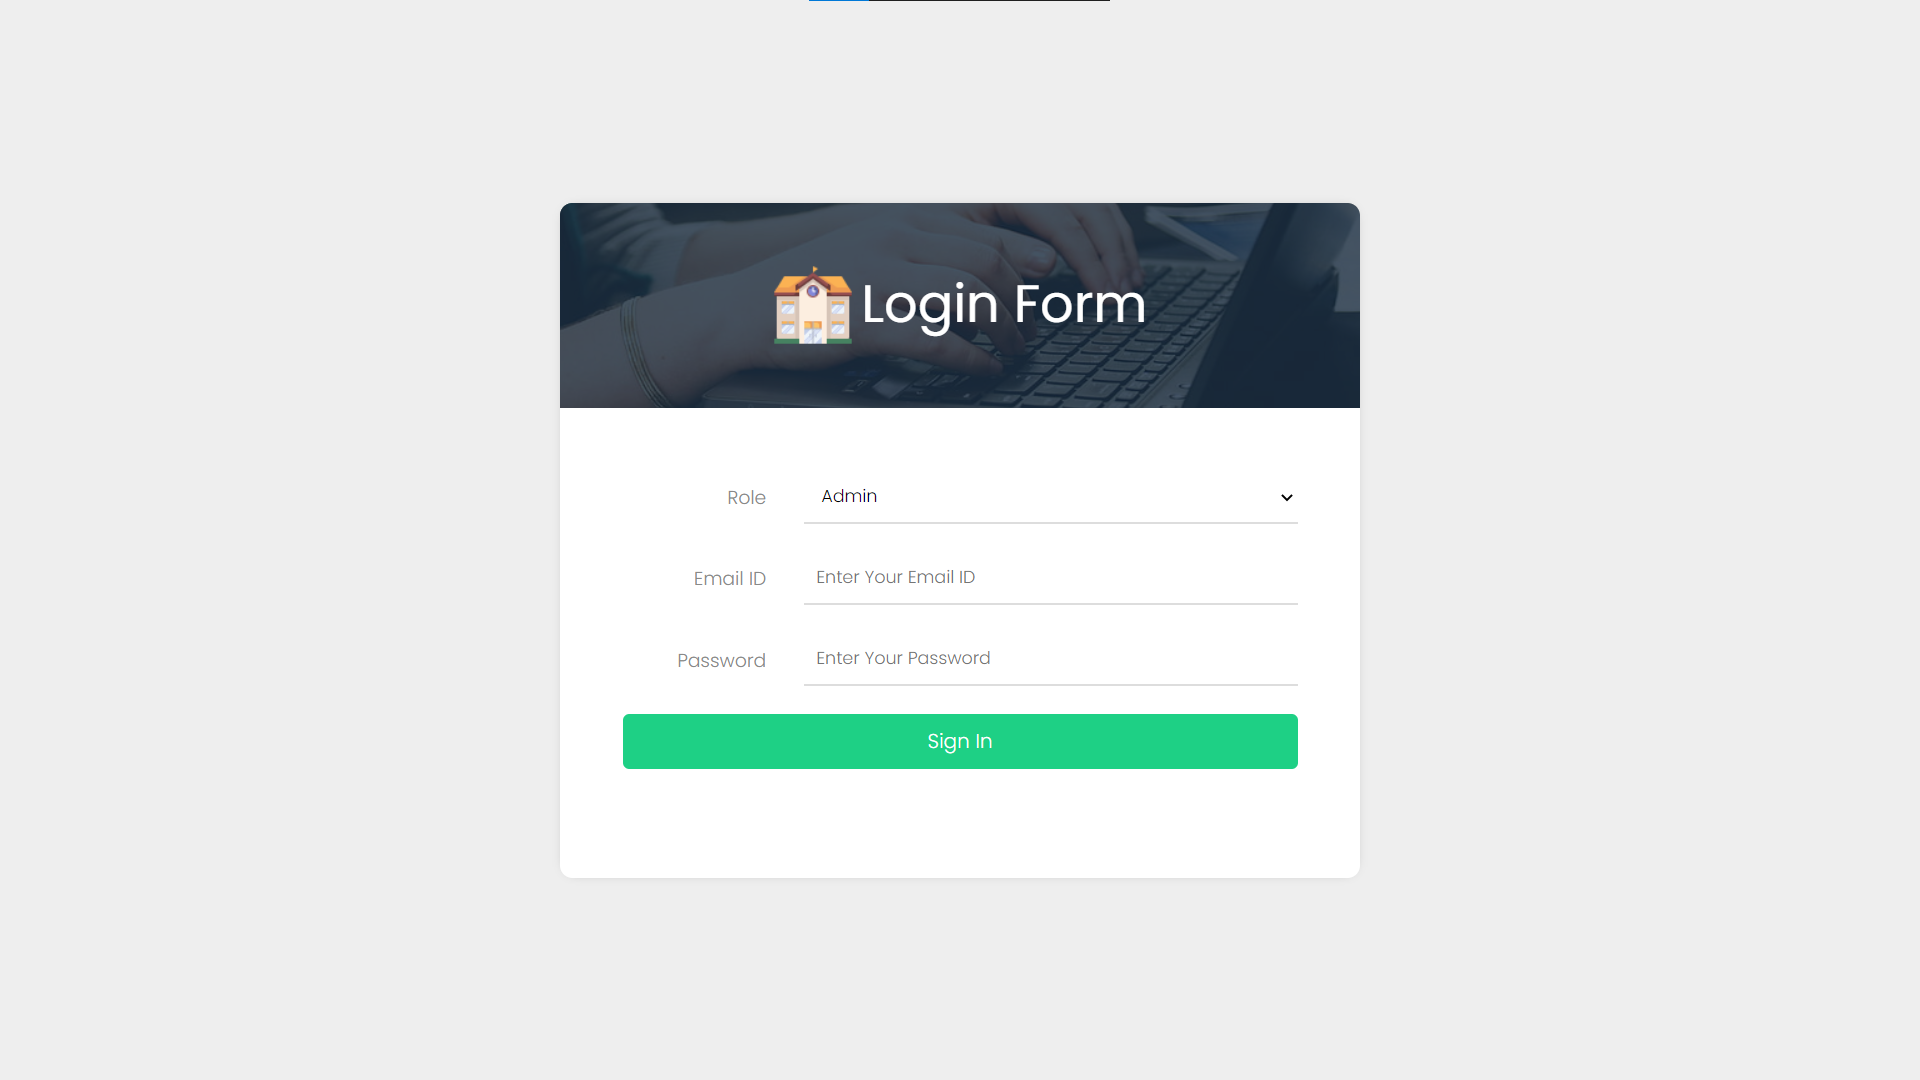 Login Form
Role
Admin
Email ID
Enter Your Email ID
Password
Enter Your Password
Sign In